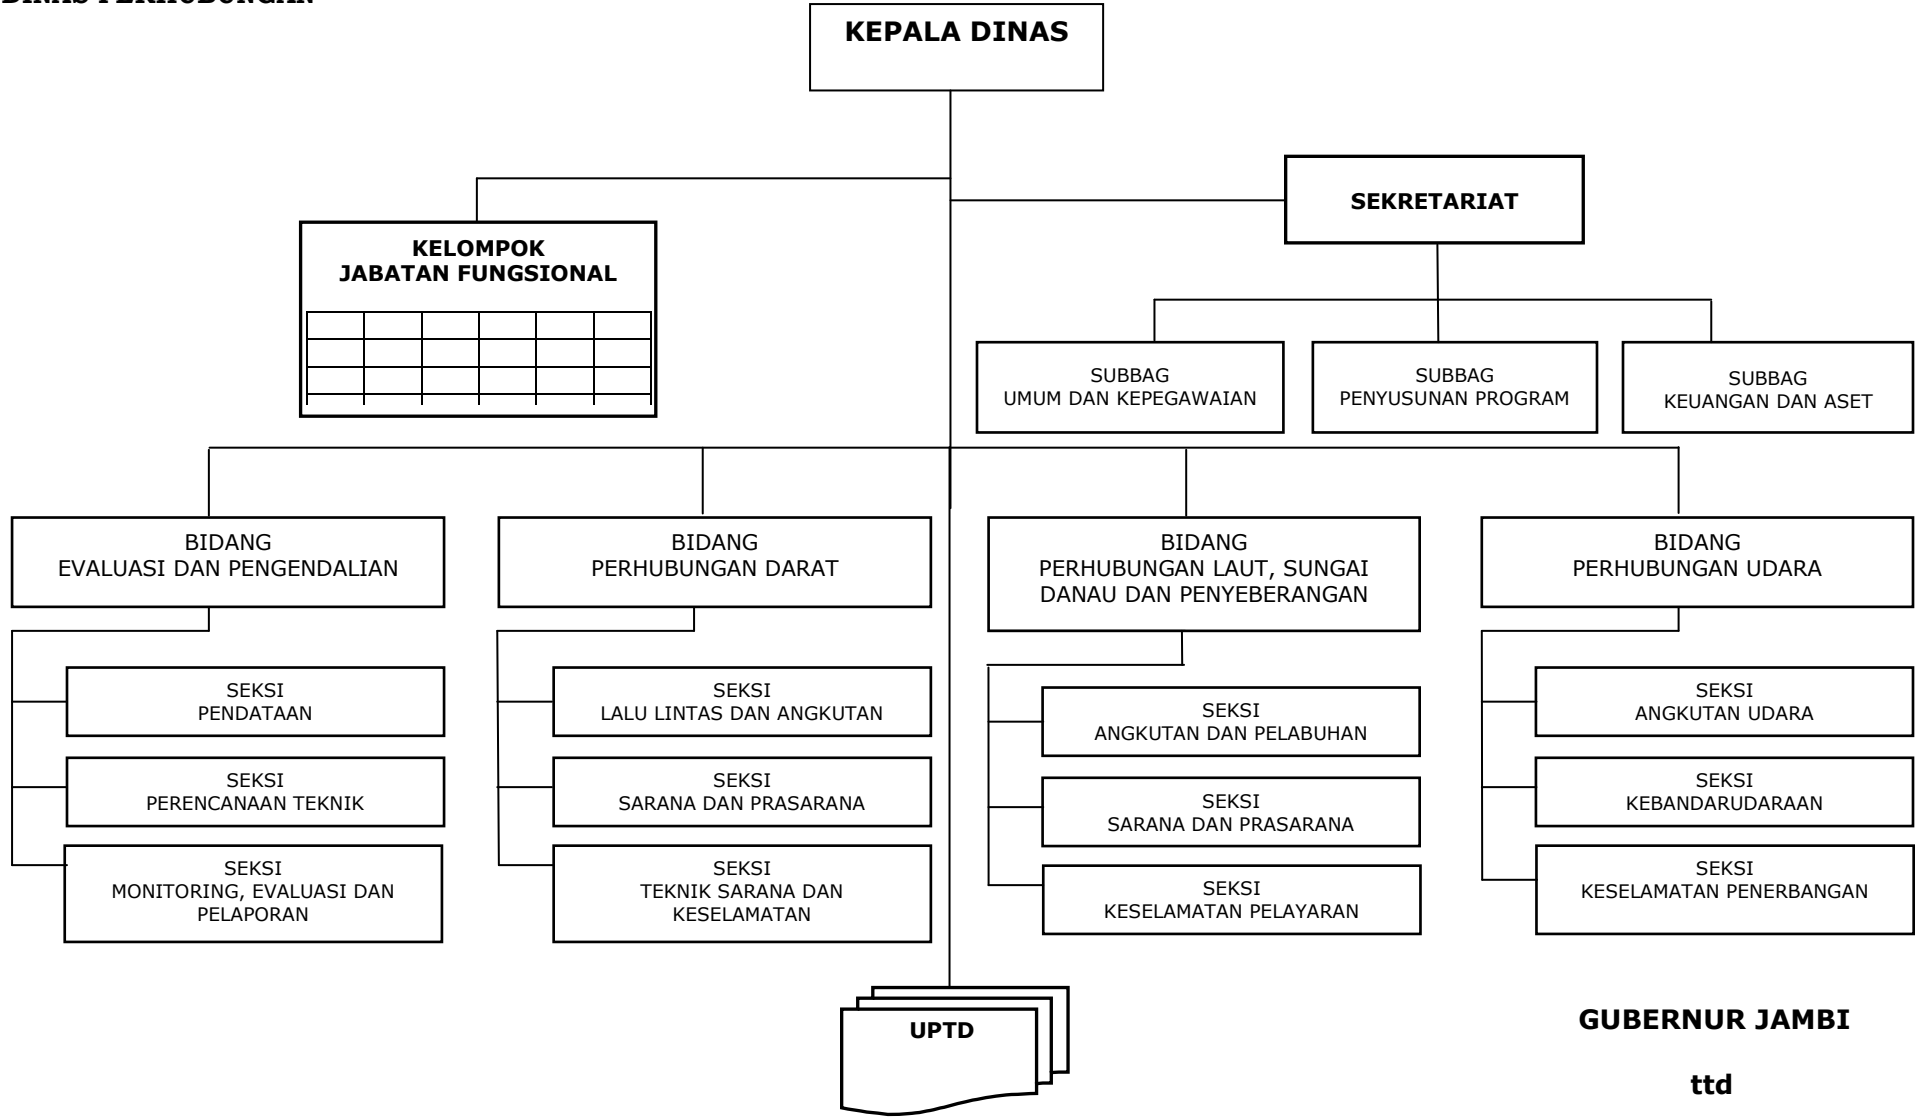 DINAS PERHUBUNGAN
KEPALA DINAS
SEKRETARIAT
KELOMPOK
JABATAN FUNGSIONAL
SUBBAG
UMUM DAN KEPEGAWAIAN
SUBBAG
PENYUSUNAN PROGRAM
SUBBAG
KEUANGAN DAN ASET
BIDANG
EVALUASI DAN PENGENDALIAN
SEKSI
PENDATAAN
SEKSI
PERENCANAAN TEKNIK
SEKSI
MONITORING, EVALUASI DAN
PELAPORAN
BIDANG
PERHUBUNGAN DARAT
SEKSI
LALU LINTAS DAN ANGKUTAN
SEKSI
SARANA DAN PRASARANA
SEKSI
TEKNIK SARANA DAN
KESELAMATAN
BIDANG
PERHUBUNGAN LAUT, SUNGAI
DANAU DAN PENYEBERANGAN
SEKSI
ANGKUTAN DAN PELABUHAN
SEKSI
SARANA DAN PRASARANA
SEKSI
KESELAMATAN PELAYARAN
BIDANG
PERHUBUNGAN UDARA
SEKSI
ANGKUTAN UDARA
SEKSI
KEBANDARUDARAAN
SEKSI
KESELAMATAN PENERBANGAN
UPTD
GUBERNUR JAMBI
ttd